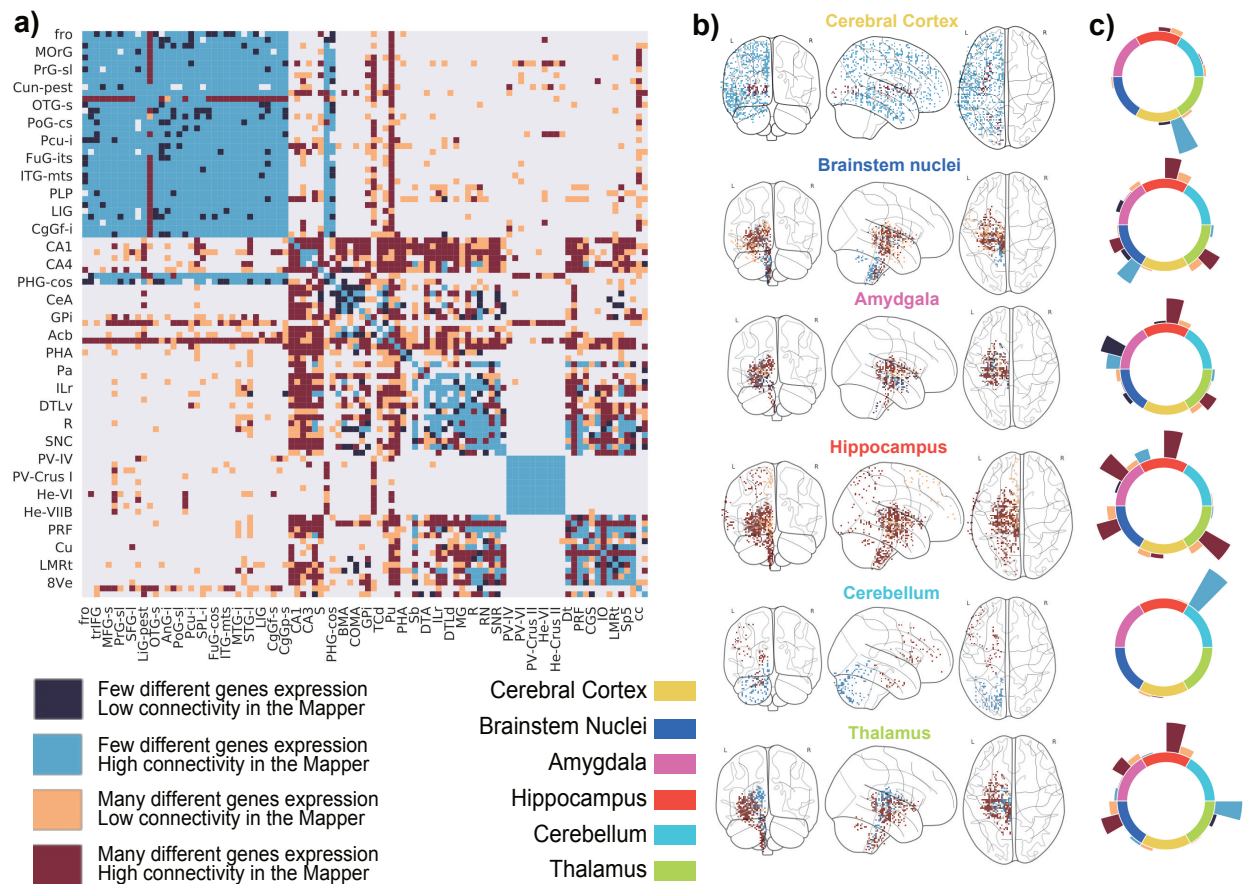 a)
fro
MOrG
PrG-sl
Cun-pest
OTG-s
PoG-cs
Pcu-i
FuG-its
ITG-mts
PLP
LIG
CgGf-i
CA1
CA4
PHG-cos
CeA
GPi
Acb
PHA
Pa
ILr
DTLv
R
SNC
PV-IV
PV-Crus I
He-VI
He-VIIB
PRF
Cu
LMRt
8Ve
fro
trIFG
MFG-s
PrG-sl
SFG-l
LiG-pest
OTG-s
AnG-i
PoG-sl
Pcu-i
SPL-i
FuG-cos
ITG-mts
MTG-i
STG-i
LIG
CgGf-s
CgGp-s
CA1
CA3
S
PHG-cos
BMA
COMA
GPi
TCd
Pu
PHA
Sb
DTA
ILr
DTLd
MG
R
RN
SNR
PV-IV
PV-VI
PV-Crus II
He-VI
He-Crus II
Dt
PRF
CGS
MO
LMRt
Sp5
cc
Few different genes expression
Low connectivity in the Mapper
Few different genes expression
High connectivity in the Mapper
Many different genes expression
Low connectivity in the Mapper
Many different genes expression
High connectivity in the Mapper
Cerebral Cortex
Brainstem Nuclei
Amygdala
Hippocampus
Cerebellum
Thalamus
b)
Cerebral Cortex
L R L R
Brainstem nuclei
L R L R
Amydgala
L R L R
Hippocampus
L R L R
Cerebellum
L R L R
Thalamus
L R L R
c)